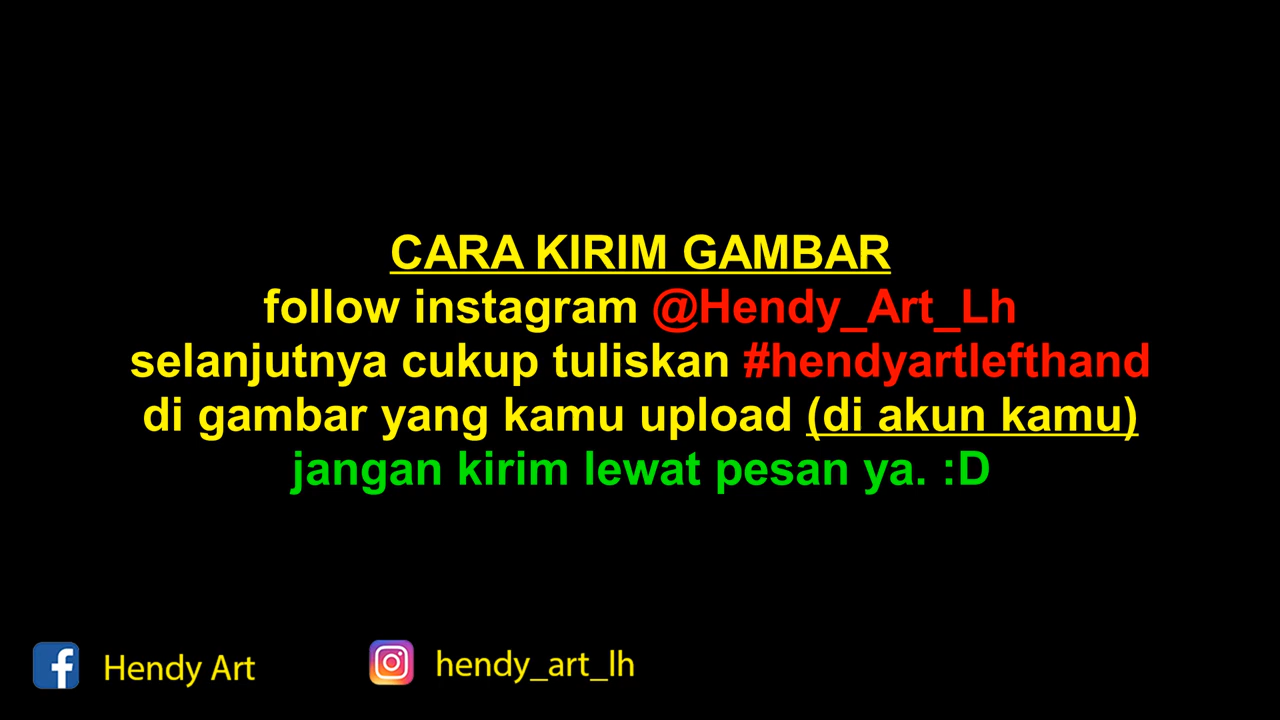 CARA KIRIM GAMBAR
follow instagram @Hendy_Art_Lh
selanjutnya cukup tuliskan #hendyartlefthand
di gambar yang kamu upload (di akun kamu)
jangan kirim lewat pesan ya. :D
Hendy Art
hendy_art_lh